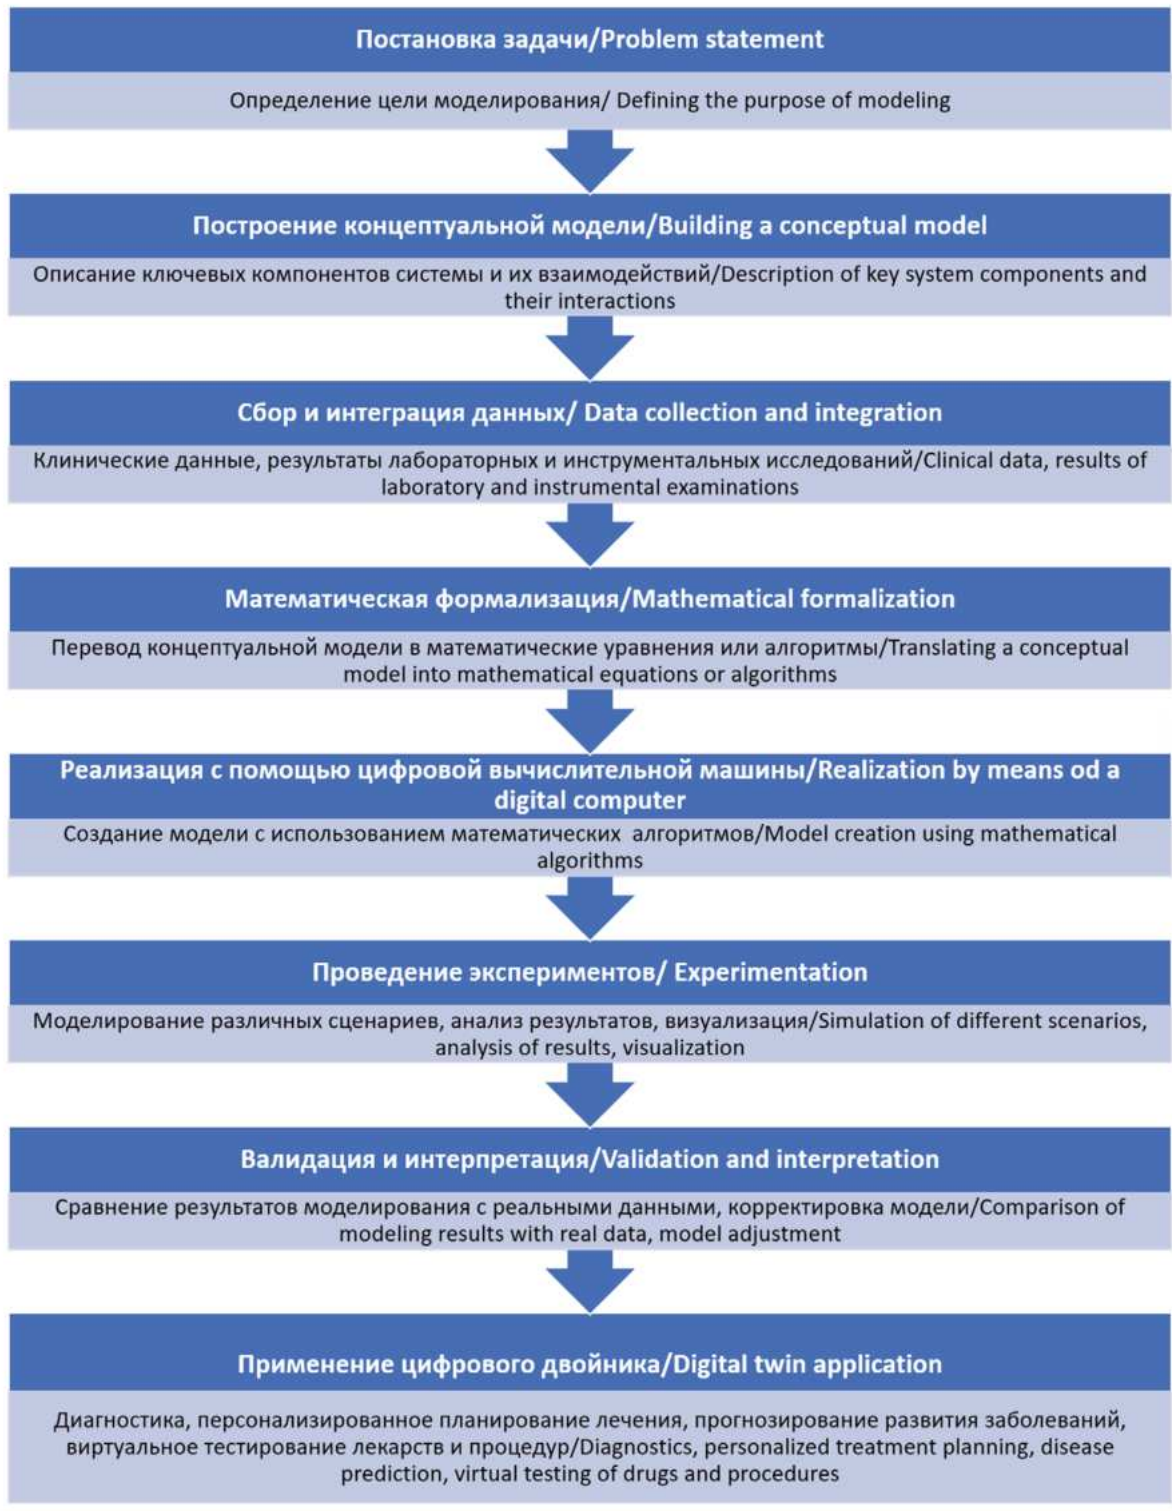 Постановка задачи/Problem statement
Определение цели моделирования/ Defining the purpose of modeling
Построение концептуальной модели/Building a conceptual model
Описание ключевых компонентов системы и их взаимодействий/Description of key system components and
their interactions
Сбор и интеграция данных/ Data collection and integration
Клинические данные, результаты лабораторных и инструментальных исследований/Clinical data, results of
laboratory and instrumental examinations
Математическая формализация/Mathematical formalization
Перевод концептуальной модели в математические уравнения или алгоритмы/Translating a conceptual
model into mathematical equations or algorithms
Реализация с помощью цифровой вычислительной машины/Realization by means od a
digital computer
Создание модели с использованием математических  алгоритмов/Model creation using mathematical
algorithms
Проведение экспериментов/ Experimentation
Моделирование различных сценариев, анализ результатов, визуализация/Simulation of different scenarios,
analysis of results, visualization
Валидация и интерпретация/Validation and interpretation
Сравнение результатов моделирования с реальными данными, корректировка модели/Comparison of
modeling results with real data, model adjustment
Применение цифрового двойника/Digital twin application
Диагностика, персонализированное планирование лечения, прогнозирование развития заболеваний,
виртуальное тестирование лекарств и процедур/Diagnostics, personalized treatment planning, disease
prediction, virtual testing of drugs and procedures